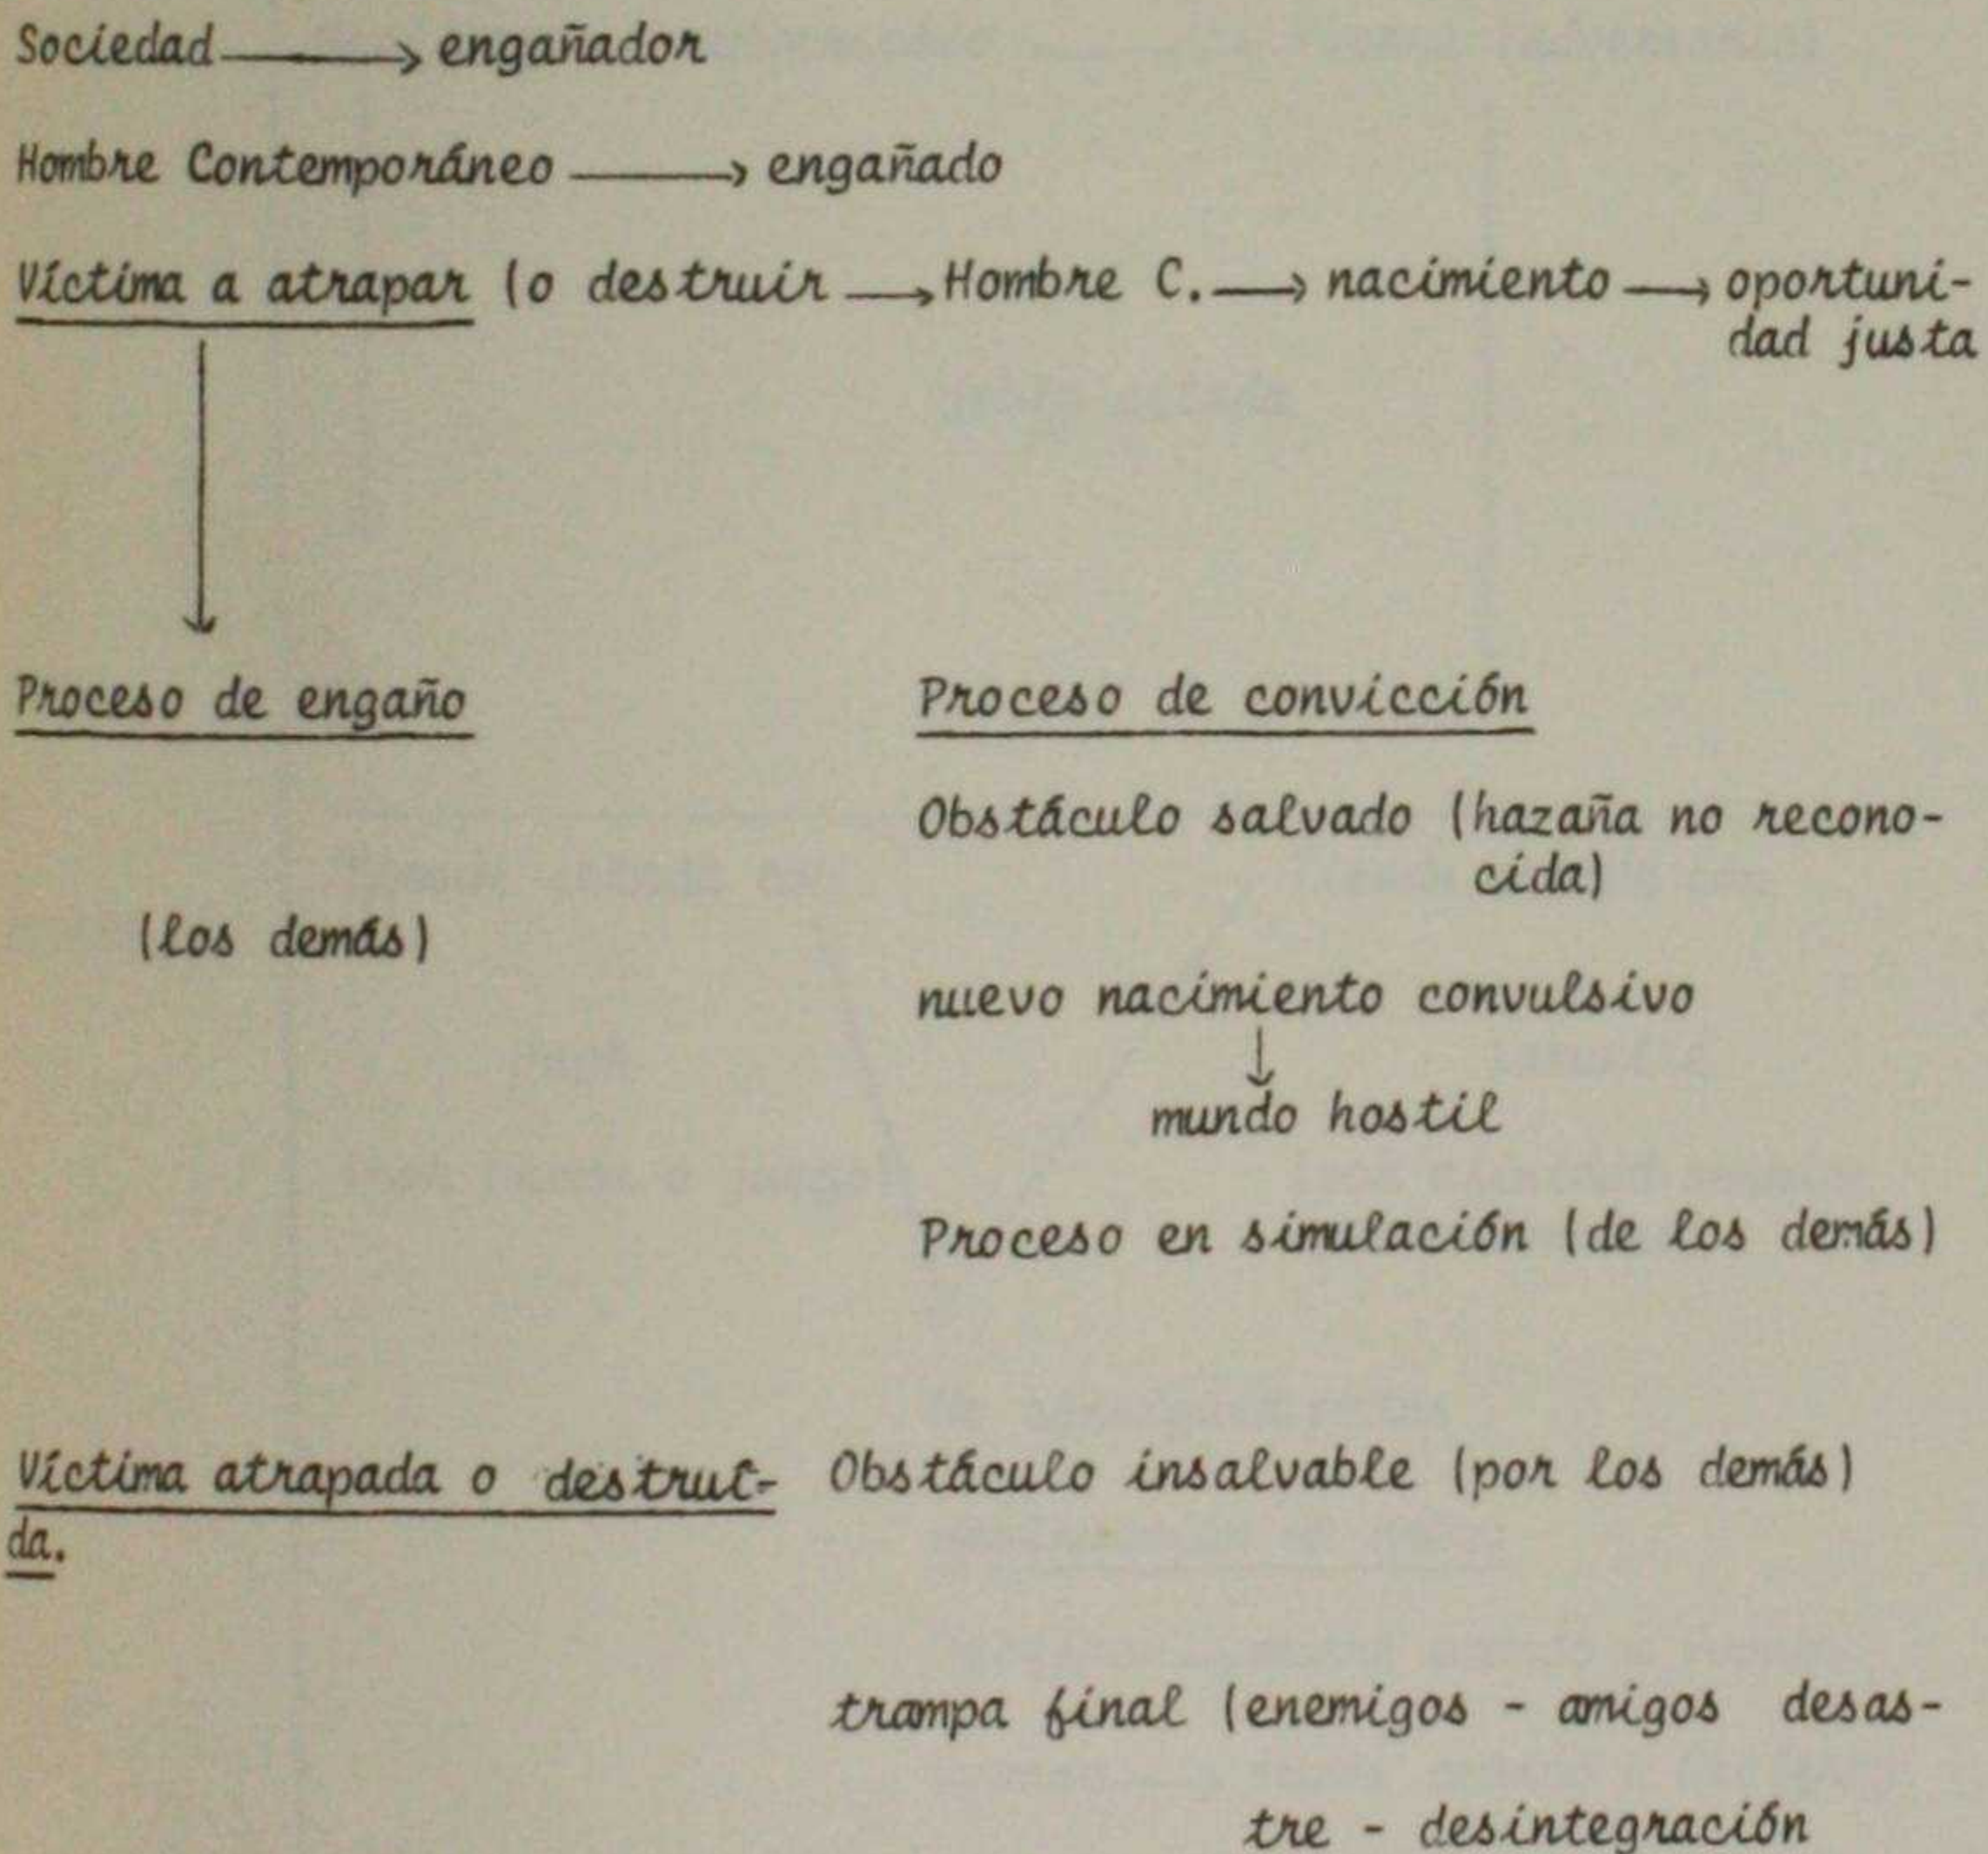 Sociedad ⟶ engañador
Hombre Contemporáneo ⟶ engañado
Víctima a atrapar (o destruir ⟶ Hombre C. ⟶ nacimiento ⟶ oportuni-
dad justa
Proceso de engaño
Proceso de convicción
Obstáculo salvado (hazaña no recono-
cida)
(los demás)
nuevo nacimiento convulsivo
↓
mundo hostil
Proceso en simulación (de los demás)
Víctima atrapada o destruí- Obstáculo insalvable (por los demás)
da.
trampa final (enemigos - amigos desas-
tre - desintegración